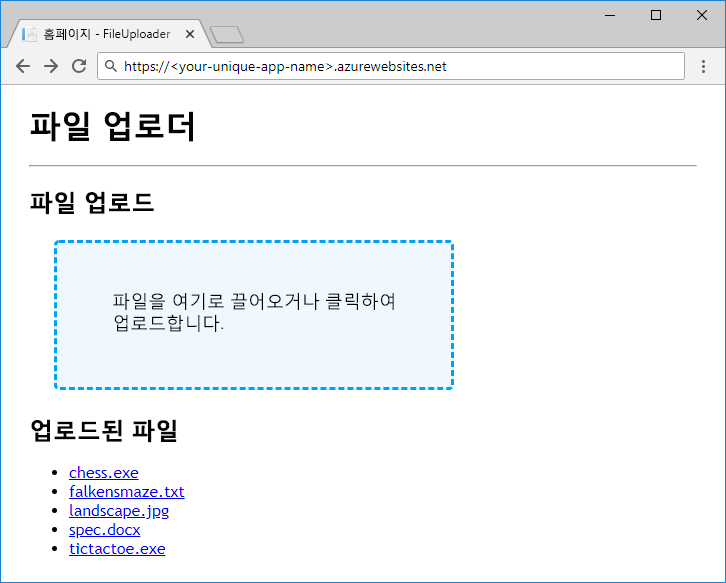 홈페이지 - FileUploader
https://<your-unique-app-name>.azurewebsites.net
파일 업로더
파일 업로드
파일을 여기로 끌어오거나 클릭하여
업로드합니다.
업로드된 파일
chess.exe
falkensmaze.txt
landscape.jpg
spec.docx
tictactoe.exe